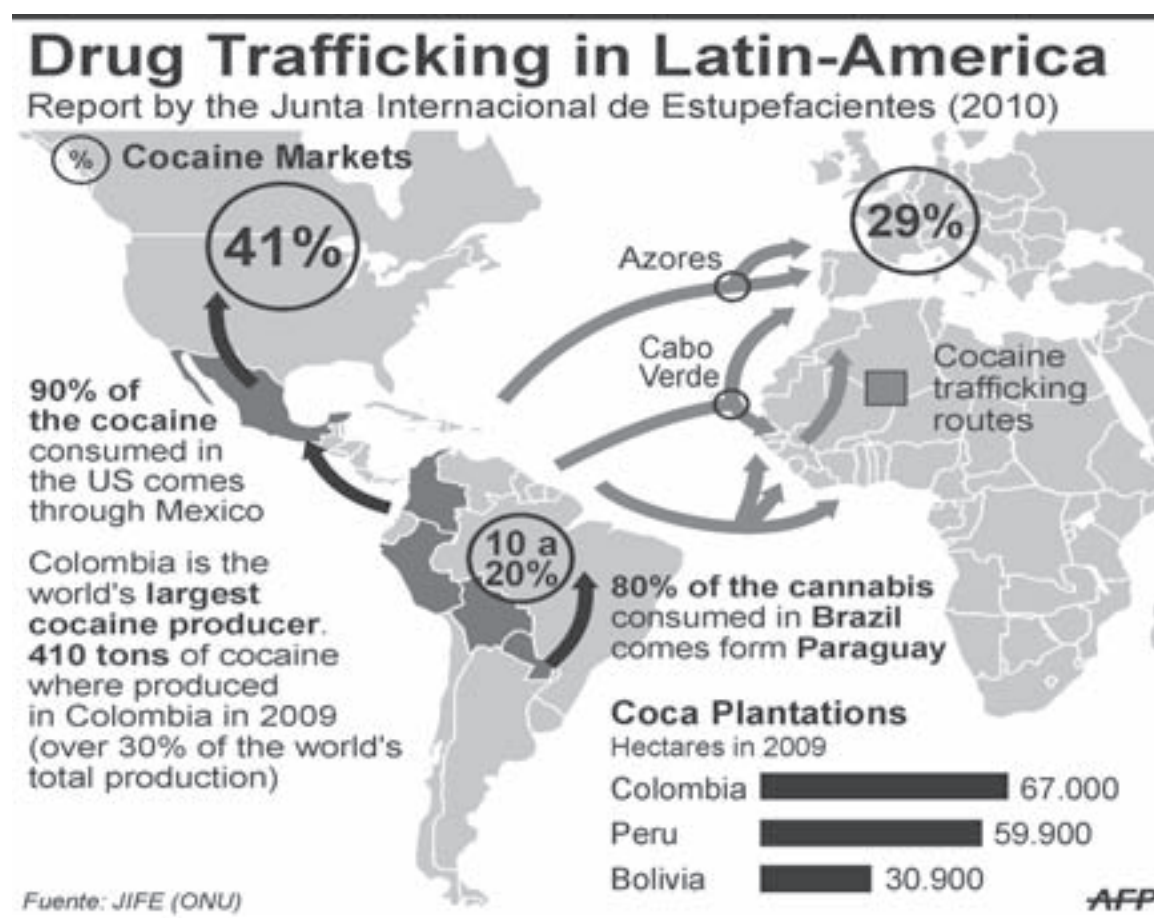 Drug Trafficking in Latin-America
Report by the Junta Internacional de Estupefacientes (2010)
% Cocaine Markets
41%
29%
Azores
Cabo
Verde
Cocaine
trafficking
routes
90% of
the cocaine
consumed in
the US comes
through Mexico
10 a
20%
Colombia is the
world's largest
cocaine producer.
410 tons of cocaine
where produced
in Colombia in 2009
(over 30% of the world's
total production)
80% of the cannabis
consumed in Brazil
comes form Paraguay
Coca Plantations
Hectares in 2009
Colombia 67.000
Peru 59.900
Bolivia 30.900
Fuente: JIFE (ONU)
AFP